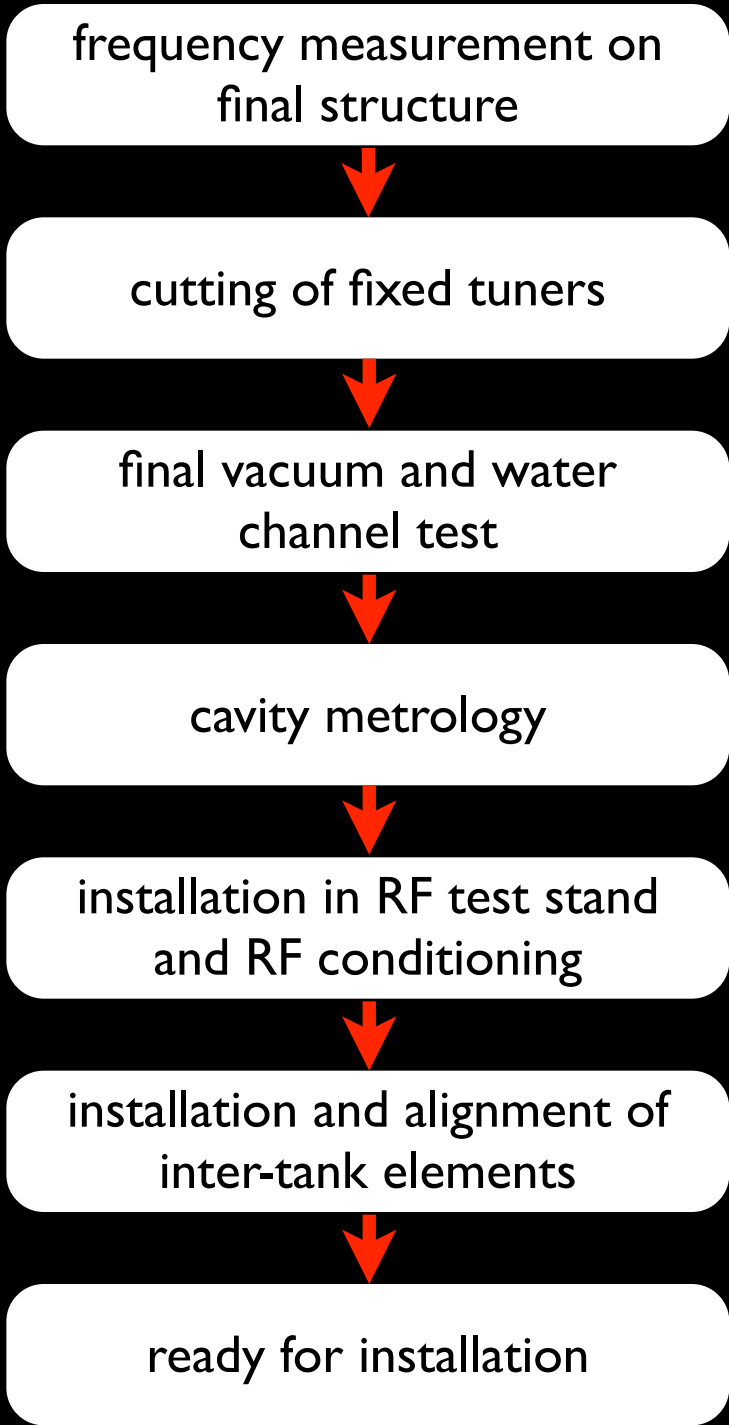 frequency measurement on
final structure
cutting of fixed tuners
final vacuum and water
channel test
cavity metrology
installation in RF test stand
and RF conditioning
installation and alignment of
inter-tank elements
ready for installation